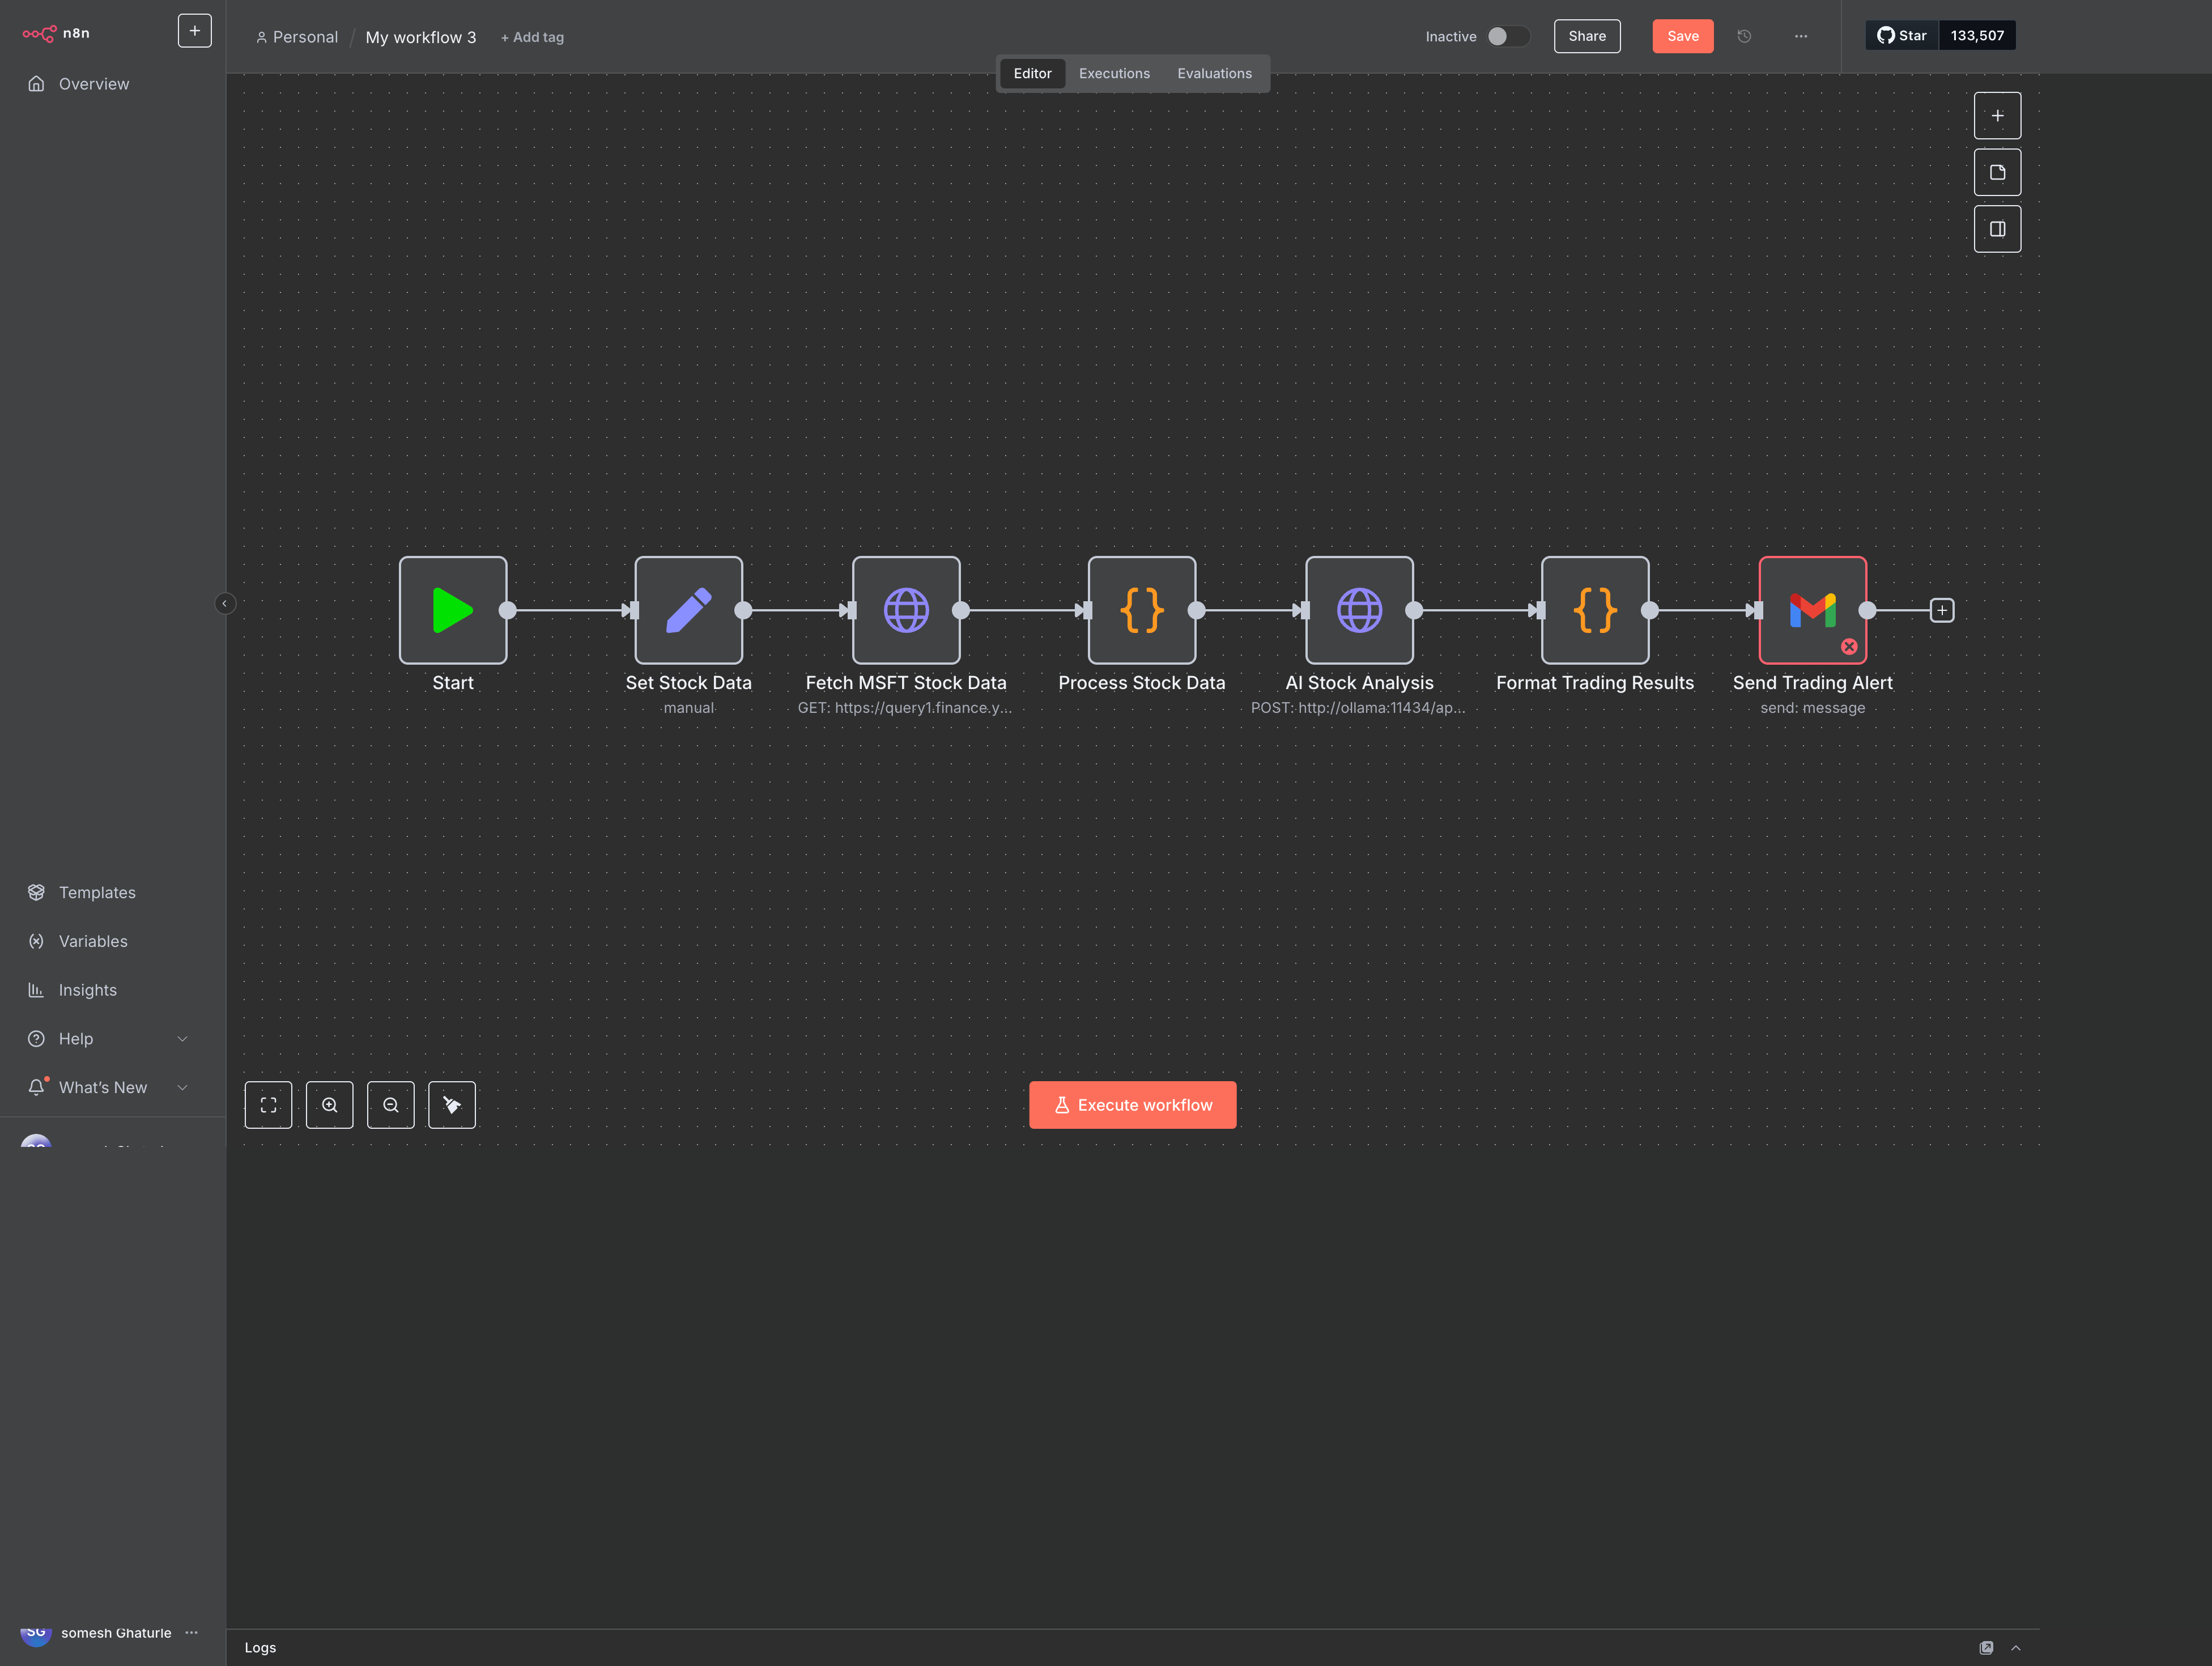 n8n
Personal / My workflow 3 + Add tag
Inactive
Share
Save
Star 133,507
Editor Executions Evaluations
Overview
Start
Set Stock Data
manual
Fetch MSFT Stock Data
GET: https://query1.finance.y...
Process Stock Data
AI Stock Analysis
POST: http://ollama:11434/ap...
Format Trading Results
Send Trading Alert
send: message
Templates
Variables
Insights
Help
What's New
Execute workflow
SG somesh Ghaturle
Logs